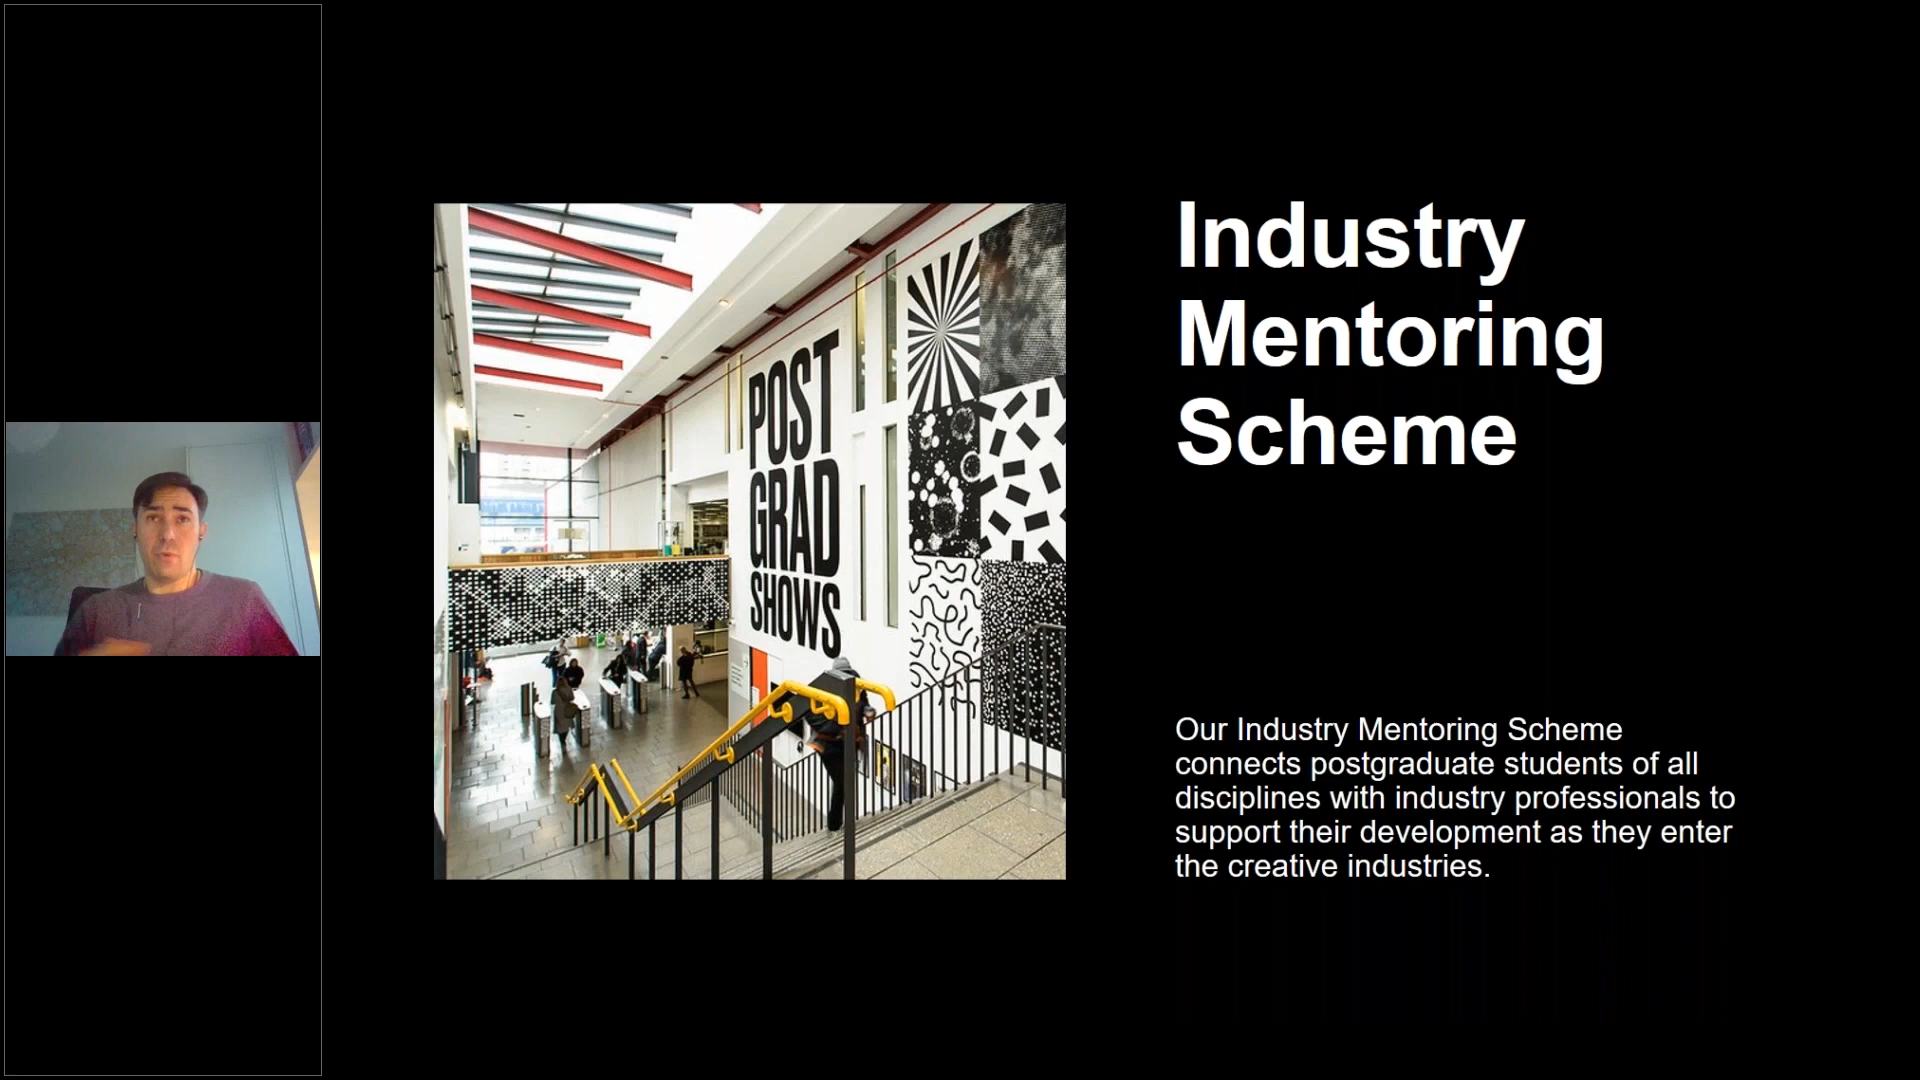 POST
GRAD
SHOWS
Industry
Mentoring
Scheme
Our Industry Mentoring Scheme
connects postgraduate students of all
disciplines with industry professionals to
support their development as they enter
the creative industries.